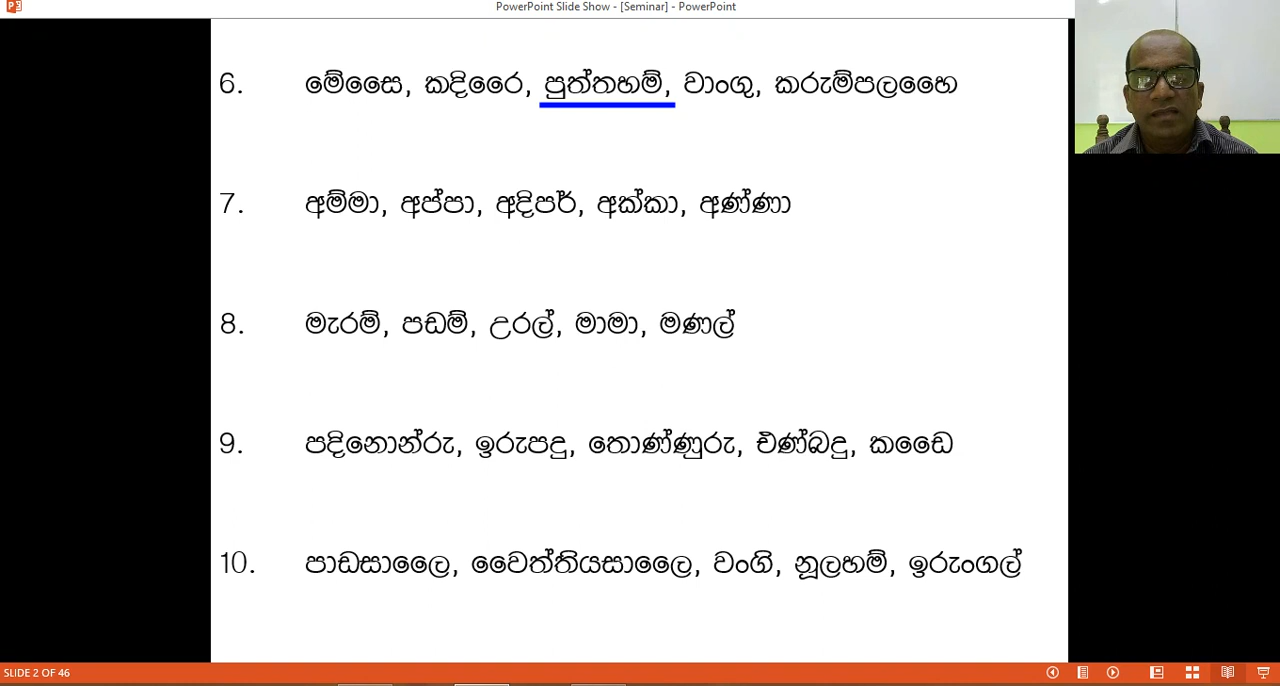 PowerPoint Slide Show - [Seminar] - PowerPoint
6. මේසෛ, කදිරෛ, පුත්තහම්, වාංගු, කරුම්පලහෛ
7. අම්මා, අප්පා, අදිපර්, අක්කා, අණ්ණා
8. මැරම්, පඩම්, උරල්, මාමා, මණල්
9. පදිනොන්රු, ඉරුපදු, තොණ්ණුරු, එණ්බදු, කඩෛ
10. පාඩසාලෛ, වෛත්තියසාලෛ, වංගි, නූලහම්, ඉරුංගල්
SLIDE 2 OF 46